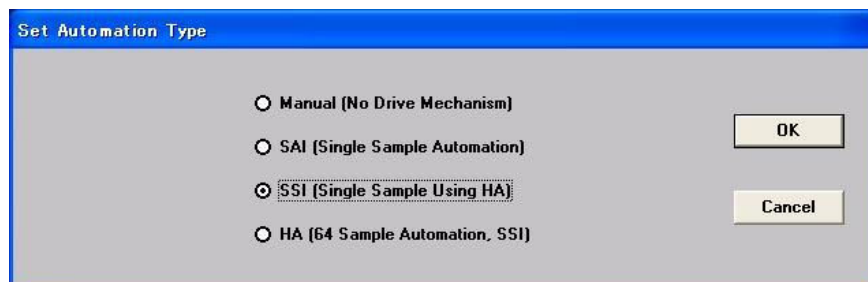 Set Automation Type
Manual (No Drive Mechanism)
SAI (Single Sample Automation)
OK
SSI (Single Sample Using HA)
Cancel
HA (64 Sample Automation, SSI)